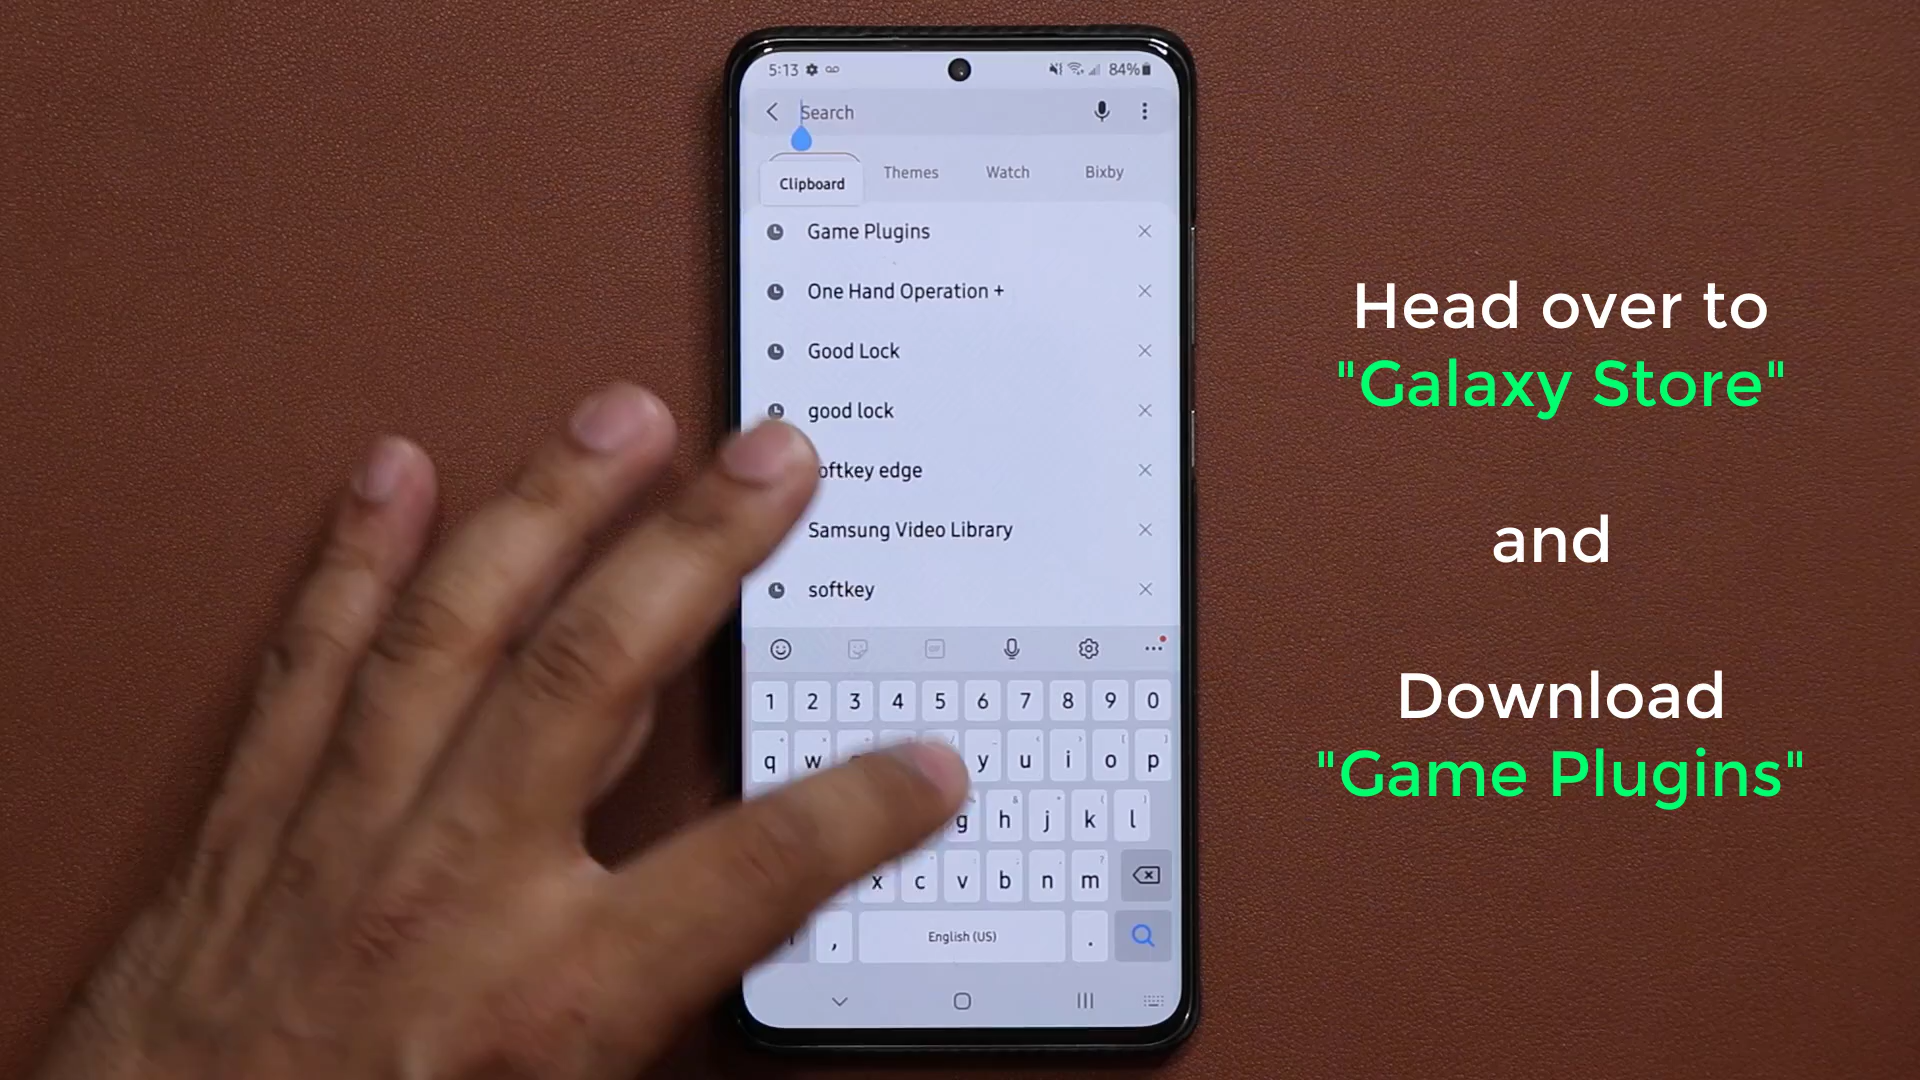 5:13
84%
Search
Clipboard
Themes
Watch
Bixby
Game Plugins
One Hand Operation +
Good Lock
good lock
oftkey edge
Samsung Video Library
softkey
GIF
1 2 3 4 5 6 7 8 9 0
q w y u i o p
g h j k l
x c v b n m
, English (US) .
Head over to
"Galaxy Store"
and
Download
"Game Plugins"